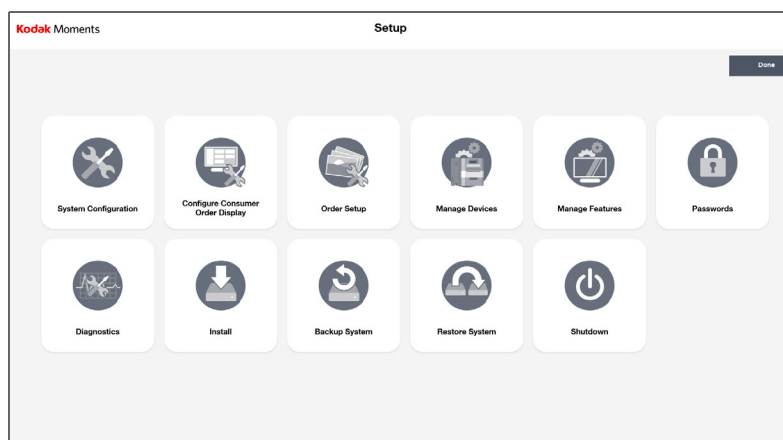 Kodak Moments
Setup
Done
System Configuration
Configure Consumer
Order Display
Order Setup
Manage Devices
Manage Features
Passwords
Diagnostics
Install
Backup System
Restore System
Shutdown